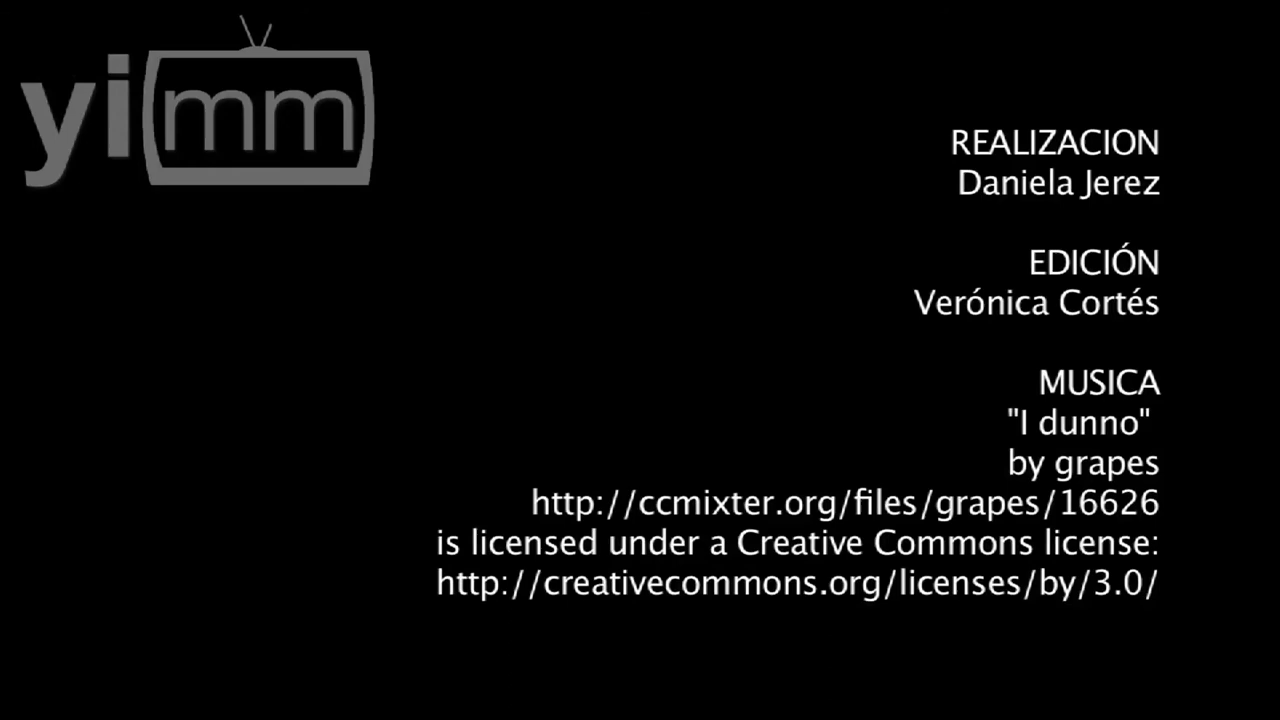 yimm
REALIZACION
Daniela Jerez
EDICIÓN
Verónica Cortés
MUSICA
"I dunno"
by grapes
http://ccmixter.org/files/grapes/16626
is licensed under a Creative Commons license:
http://creativecommons.org/licenses/by/3.0/